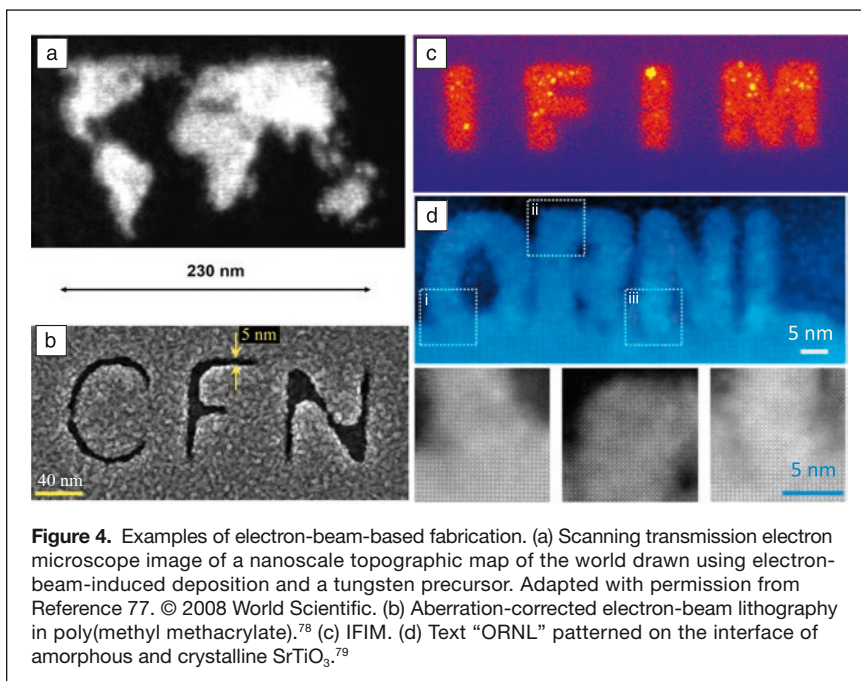 a
230 nm
b
CFN
5 nm
40 nm
c
IFIM
d
ORNL
i
ii
iii
5 nm
5 nm
Figure 4. Examples of electron-beam-based fabrication. (a) Scanning transmission electron
microscope image of a nanoscale topographic map of the world drawn using electron-
beam-induced deposition and a tungsten precursor. Adapted with permission from
Reference 77. © 2008 World Scientific. (b) Aberration-corrected electron-beam lithography
in poly(methyl methacrylate).⁷⁸ (c) IFIM. (d) Text “ORNL” patterned on the interface of
amorphous and crystalline SrTiO₃.⁷⁹